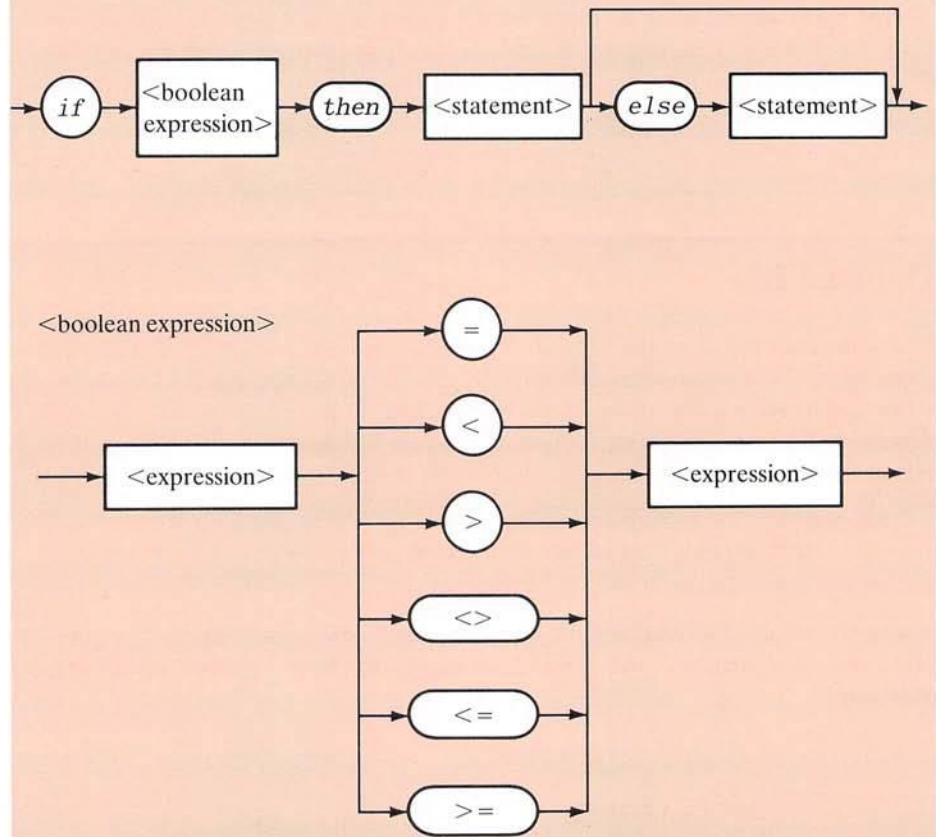 if <boolean expression> then <statement> else <statement>
<boolean expression>
=
<
<expression> <expression>
>
<>
<=
>=